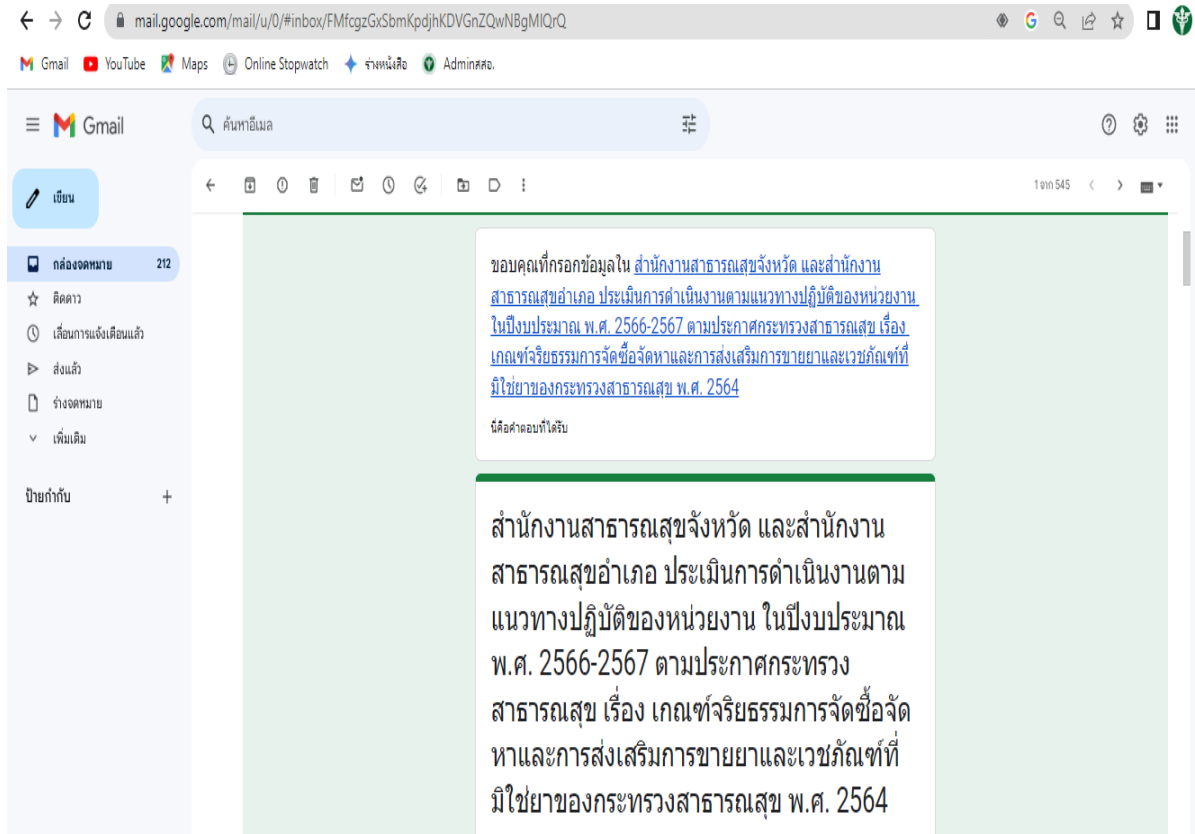 mail.google.com/mail/u/0/#inbox/FMfcgzGxSbmKpdjhKDVGnZQwNBgMlQrQ
Gmail YouTube Maps Online Stopwatch ร่างหนังสือ Adminสสอ.
Gmail
ค้นหาอีเมล
เขียน
1 จาก 545
กล่องจดหมาย 212
ติดดาว
เลื่อนการแจ้งเตือนแล้ว
ส่งแล้ว
ร่างจดหมาย
เพิ่มเติม
ป้ายกำกับ
ขอบคุณที่กรอกข้อมูลใน สำนักงานสาธารณสุขจังหวัด และสำนักงาน
สาธารณสุขอำเภอ ประเมินการดำเนินงานตามแนวทางปฏิบัติของหน่วยงาน
ในปีงบประมาณ พ.ศ. 2566-2567 ตามประกาศกระทรวงสาธารณสุข เรื่อง
เกณฑ์จริยธรรมการจัดซื้อจัดหาและการส่งเสริมการขายยาและเวชภัณฑ์ที่
มิใช่ยาของกระทรวงสาธารณสุข พ.ศ. 2564
นี่คือคำตอบที่ได้รับ
สำนักงานสาธารณสุขจังหวัด และสำนักงาน
สาธารณสุขอำเภอ ประเมินการดำเนินงานตาม
แนวทางปฏิบัติของหน่วยงาน ในปีงบประมาณ
พ.ศ. 2566-2567 ตามประกาศกระทรวง
สาธารณสุข เรื่อง เกณฑ์จริยธรรมการจัดซื้อจัด
หาและการส่งเสริมการขายยาและเวชภัณฑ์ที่
มิใช่ยาของกระทรวงสาธารณสุข พ.ศ. 2564